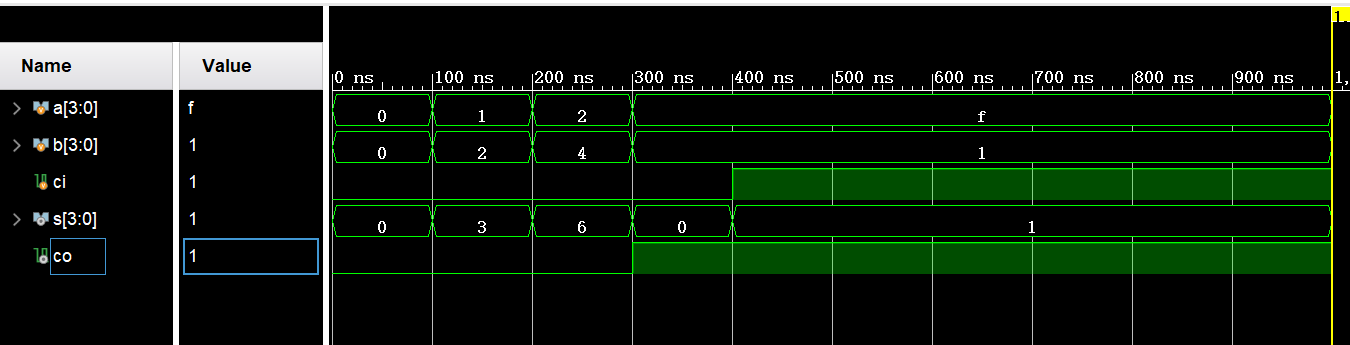 1.
Name Value
0 ns 100 ns 200 ns 300 ns 400 ns 500 ns 600 ns 700 ns 800 ns 900 ns 1,
a[3:0] f 0 1 2 f
b[3:0] 1 0 2 4 1
ci 1
s[3:0] 1 0 3 6 0 1
co 1